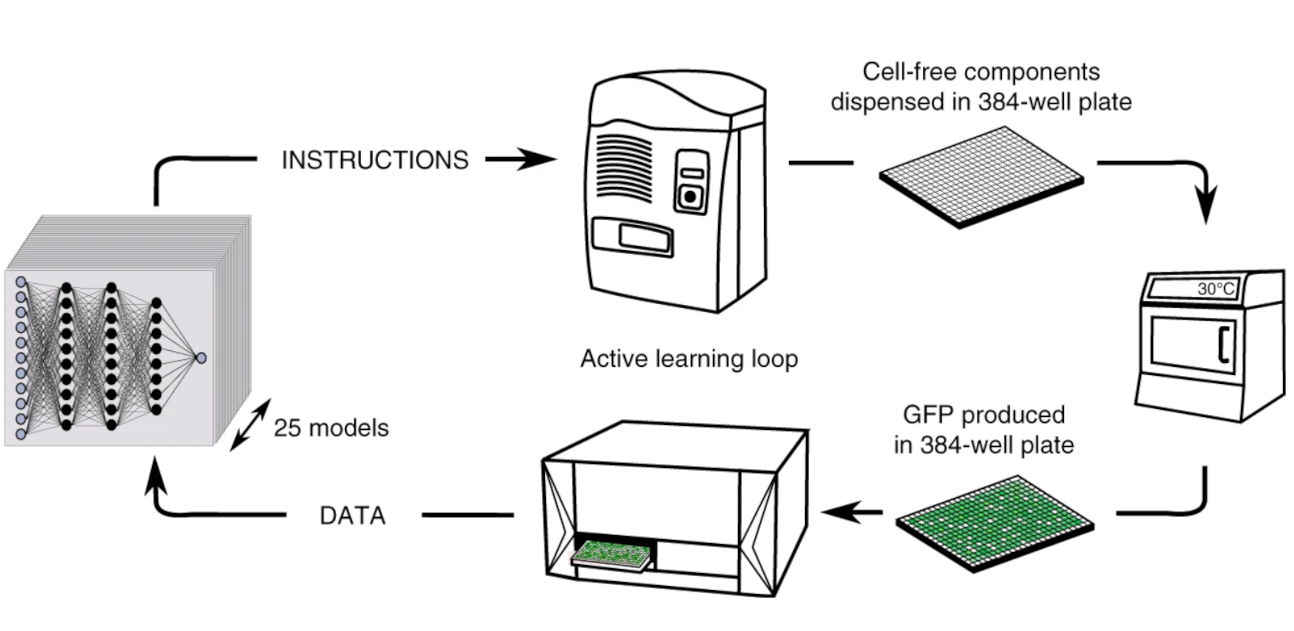 Cell-free components
dispensed in 384-well plate
INSTRUCTIONS
30°C
Active learning loop
GFP produced
in 384-well plate
25 models
DATA